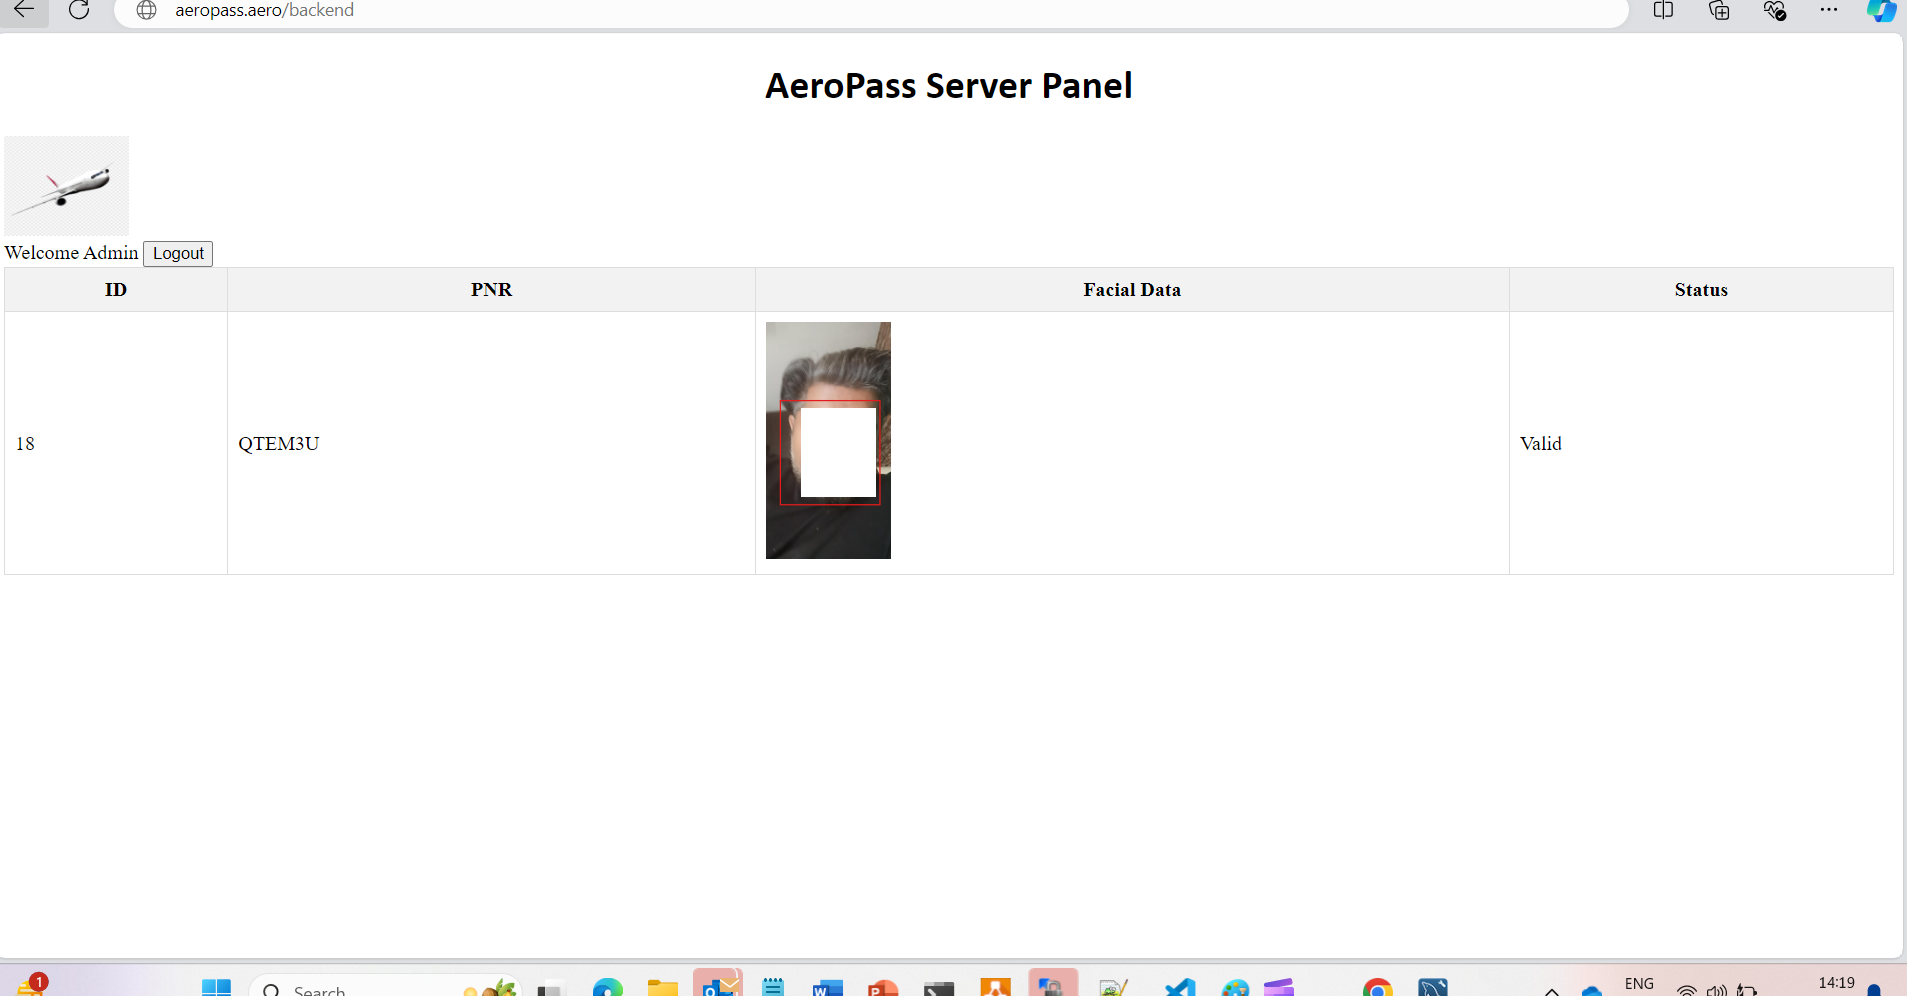 aeropass.aero/backend
AeroPass Server Panel
Welcome Admin Logout
ID PNR Facial Data Status
18 QTEM3U Valid
1 Search ENG 14:19